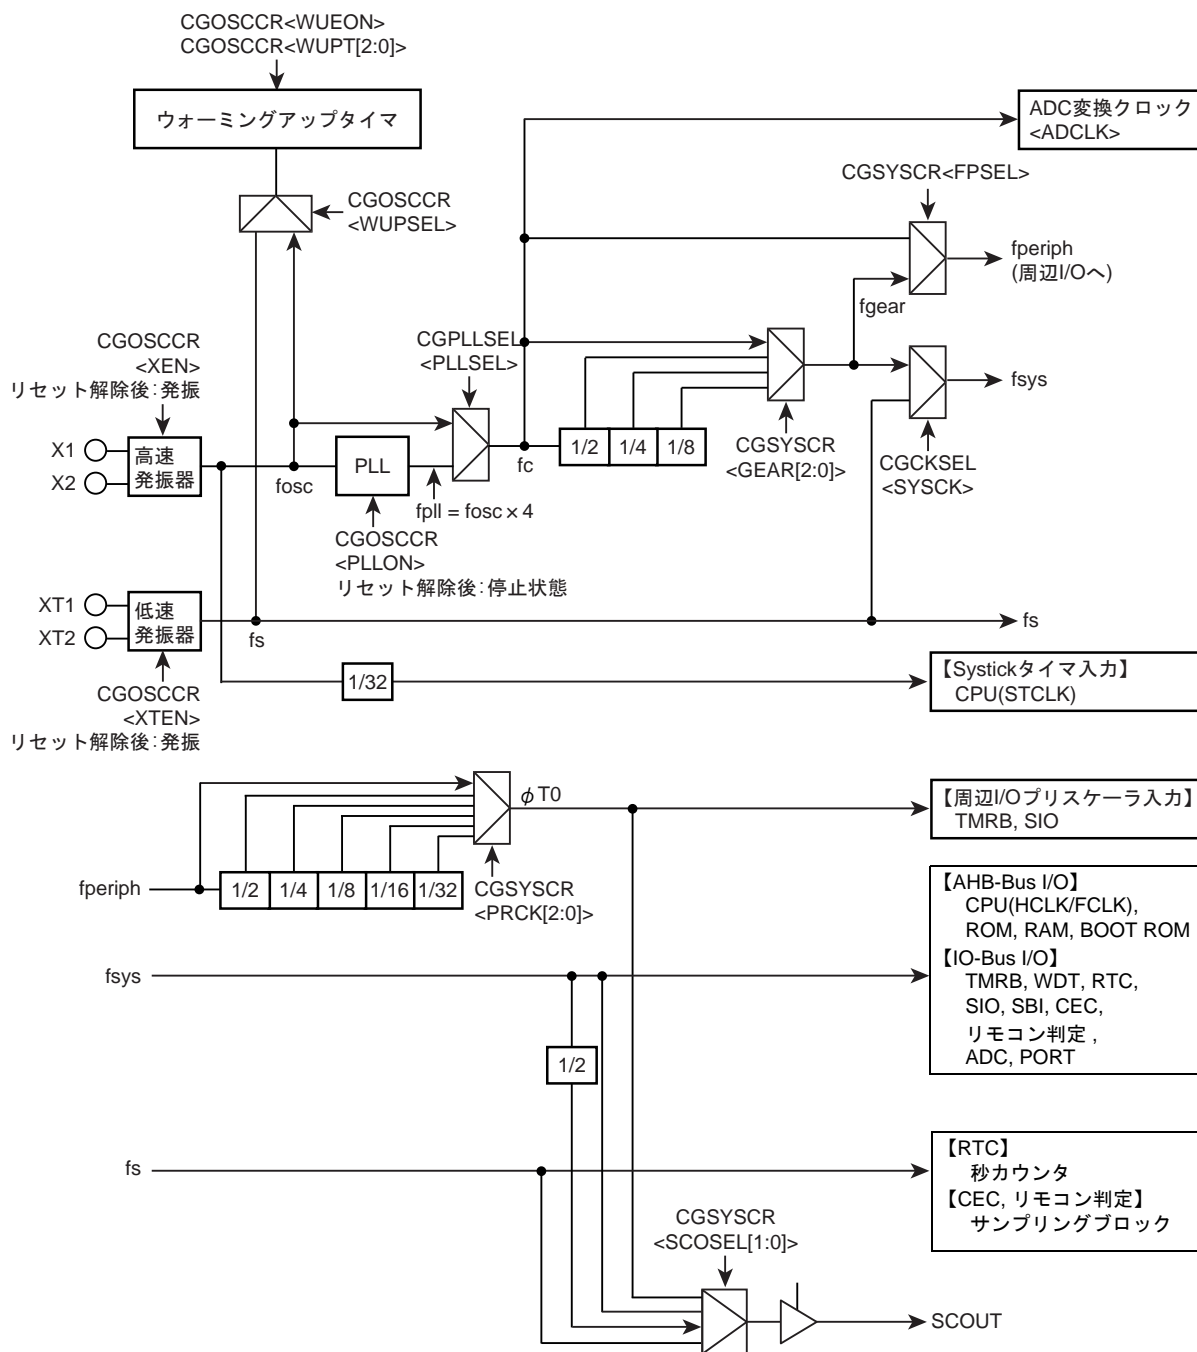 CGOSCCR<WUEON>
CGOSCCR<WUPT[2:0]>
ウォーミングアップタイマ
ADC変換クロック
<ADCLK>
CGOSCCR
<WUPSEL>
CGSYSCR<FPSEL>
fperiph
(周辺I/Oへ)
fgear
CGOSCCR
<XEN>
リセット解除後:発振
CGPLLSEL
<PLLSEL>
fsys
X1
X2
高速
発振器
fosc
PLL
fc
1/2
1/4
1/8
CGSYSCR
<GEAR[2:0]>
CGCKSEL
<SYSCK>
fpll = fosc × 4
CGOSCCR
<PLLON>
リセット解除後:停止状態
XT1
XT2
低速
発振器
fs
fs
CGOSCCR
<XTEN>
リセット解除後:発振
1/32
【Systickタイマ入力】
CPU(STCLK)
φT0
【周辺I/Oプリスケーラ入力】
TMRB, SIO
fperiph
1/2
1/4
1/8
1/16
1/32
CGSYSCR
<PRCK[2:0]>
【AHB-Bus I/O】
CPU(HCLK/FCLK),
ROM, RAM, BOOT ROM
【IO-Bus I/O】
TMRB, WDT, RTC,
SIO, SBI, CEC,
リモコン判定 ,
ADC, PORT
fsys
1/2
fs
【RTC】
秒カウンタ
【CEC, リモコン判定】
サンプリングブロック
CGSYSCR
<SCOSEL[1:0]>
SCOUT